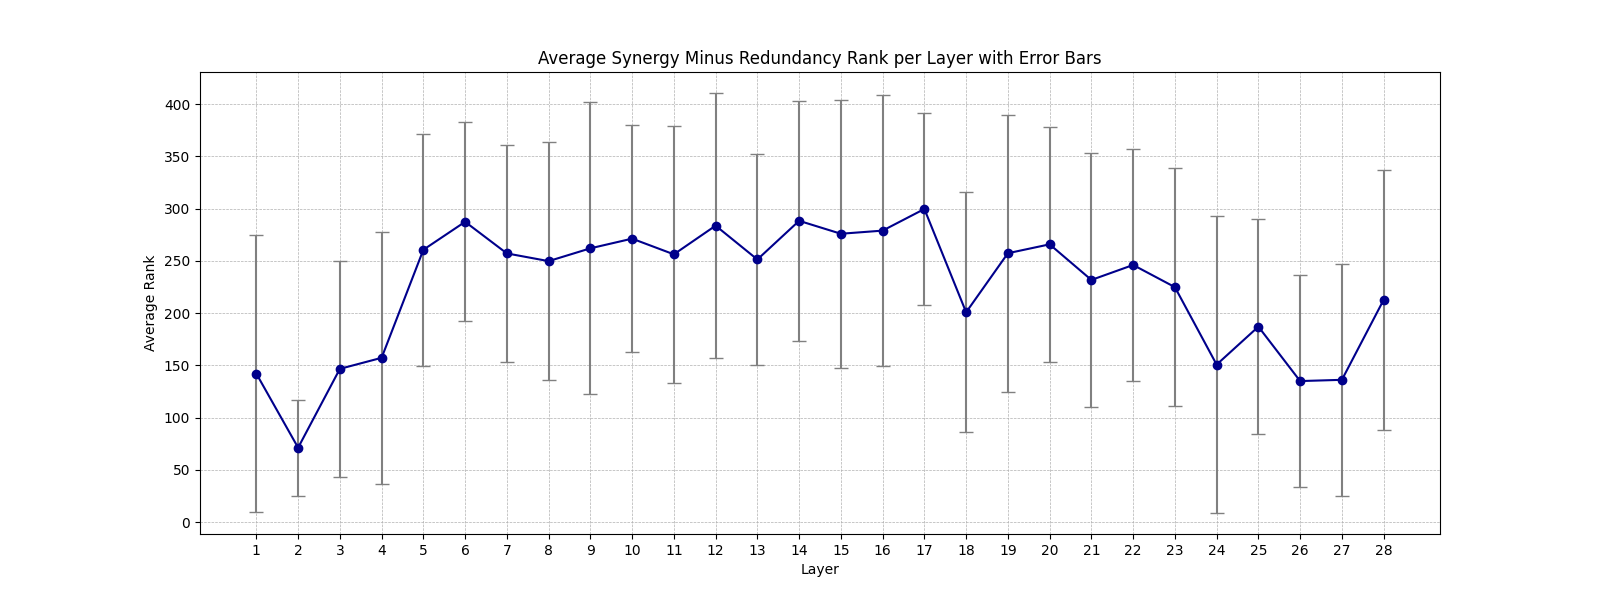 Average Synergy Minus Redundancy Rank per Layer with Error Bars
400
350
300
250
200
150
100
50
0
Average Rank
1 2 3 4 5 6 7 8 9 10 11 12 13 14 15 16 17 18 19 20 21 22 23 24 25 26 27 28
Layer